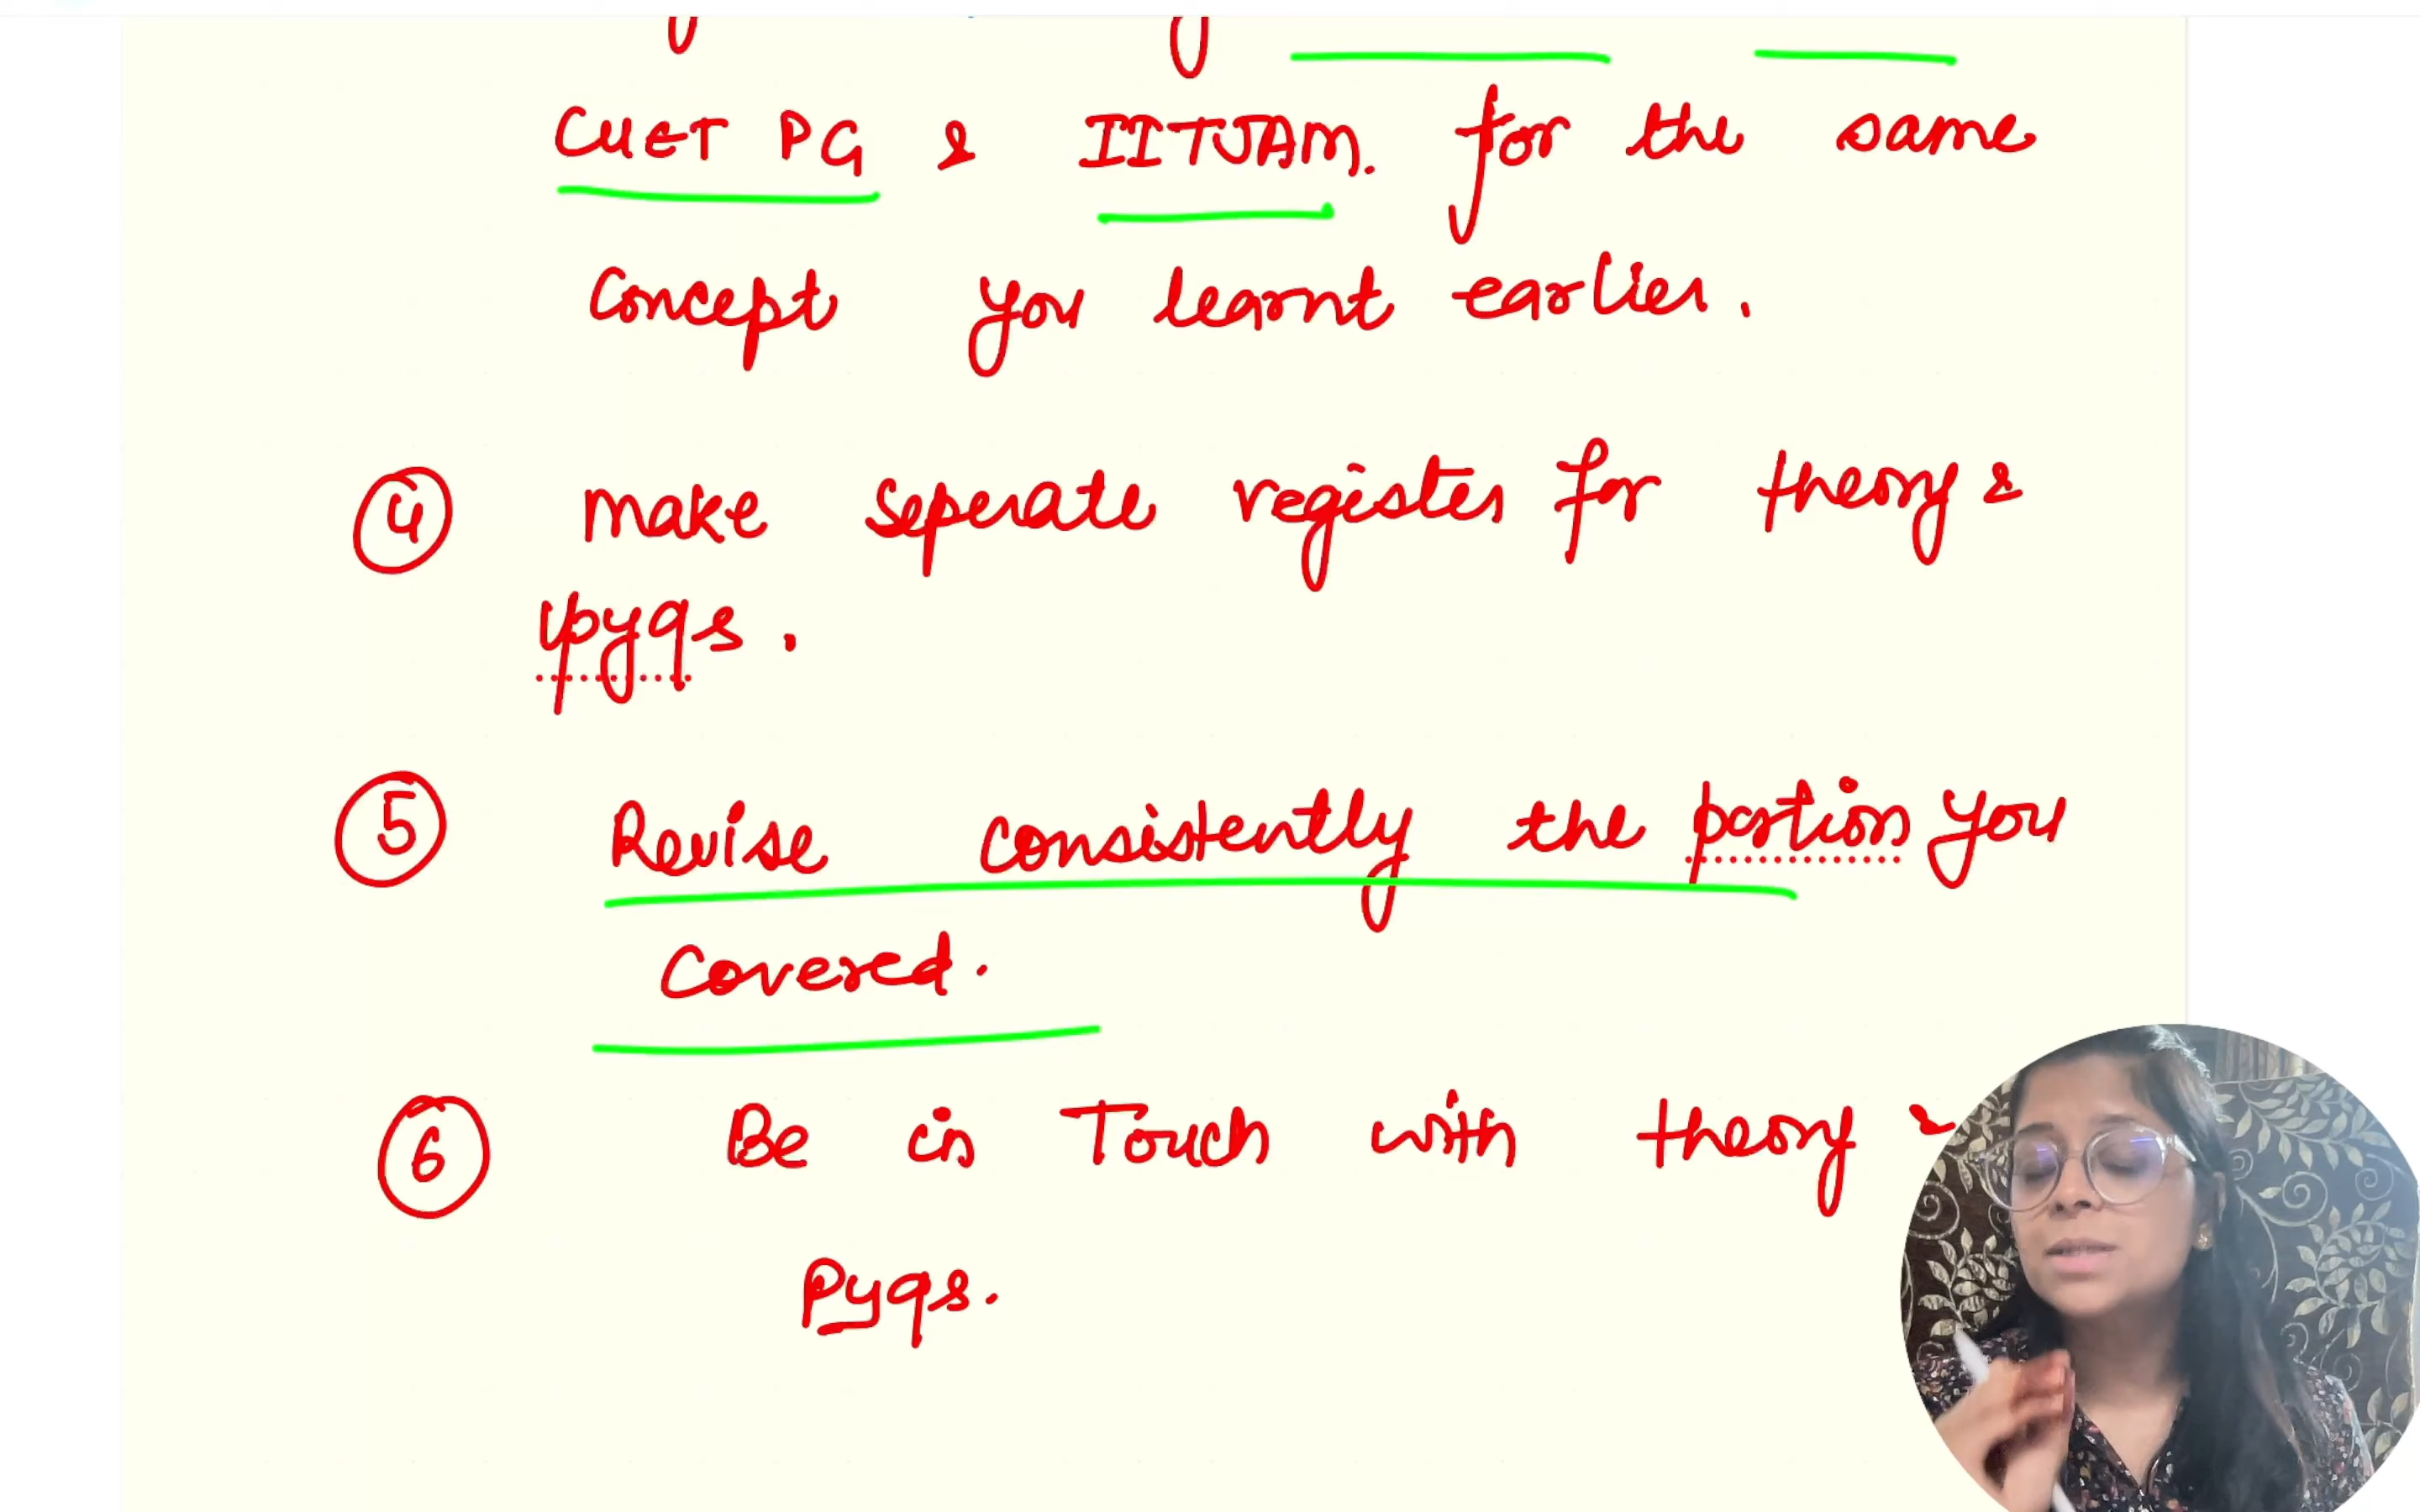 CUET PG & IITJAM. for the same
concept you learnt earlier.
④ Make seperate register for theory &
pyqs.
⑤ Revise consistently the portion you
covered.
⑥ Be in Touch with theory &
Pyqs.